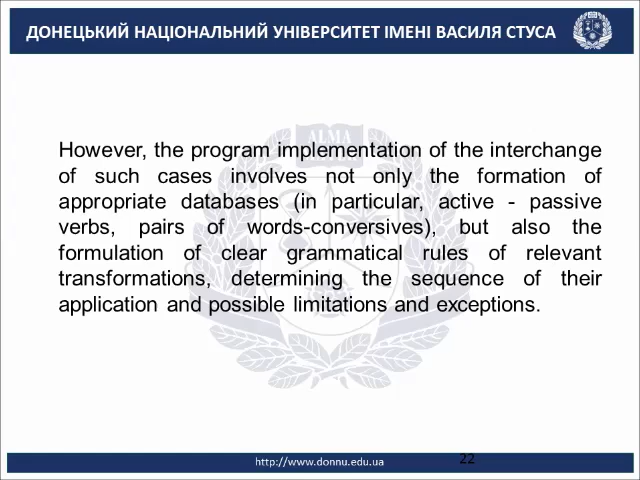 ДОНЕЦЬКИЙ НАЦІОНАЛЬНИЙ УНІВЕРСИТЕТ ІМЕНІ ВАСИЛЯ СТУСА
ALMA
However, the program implementation of the interchange
of such cases involves not only the formation of
appropriate databases (in particular, active - passive
verbs, pairs of words-conversives), but also the
formulation of clear grammatical rules of relevant
transformations, determining the sequence of their
application and possible limitations and exceptions.
http://www.donnu.edu.ua
22